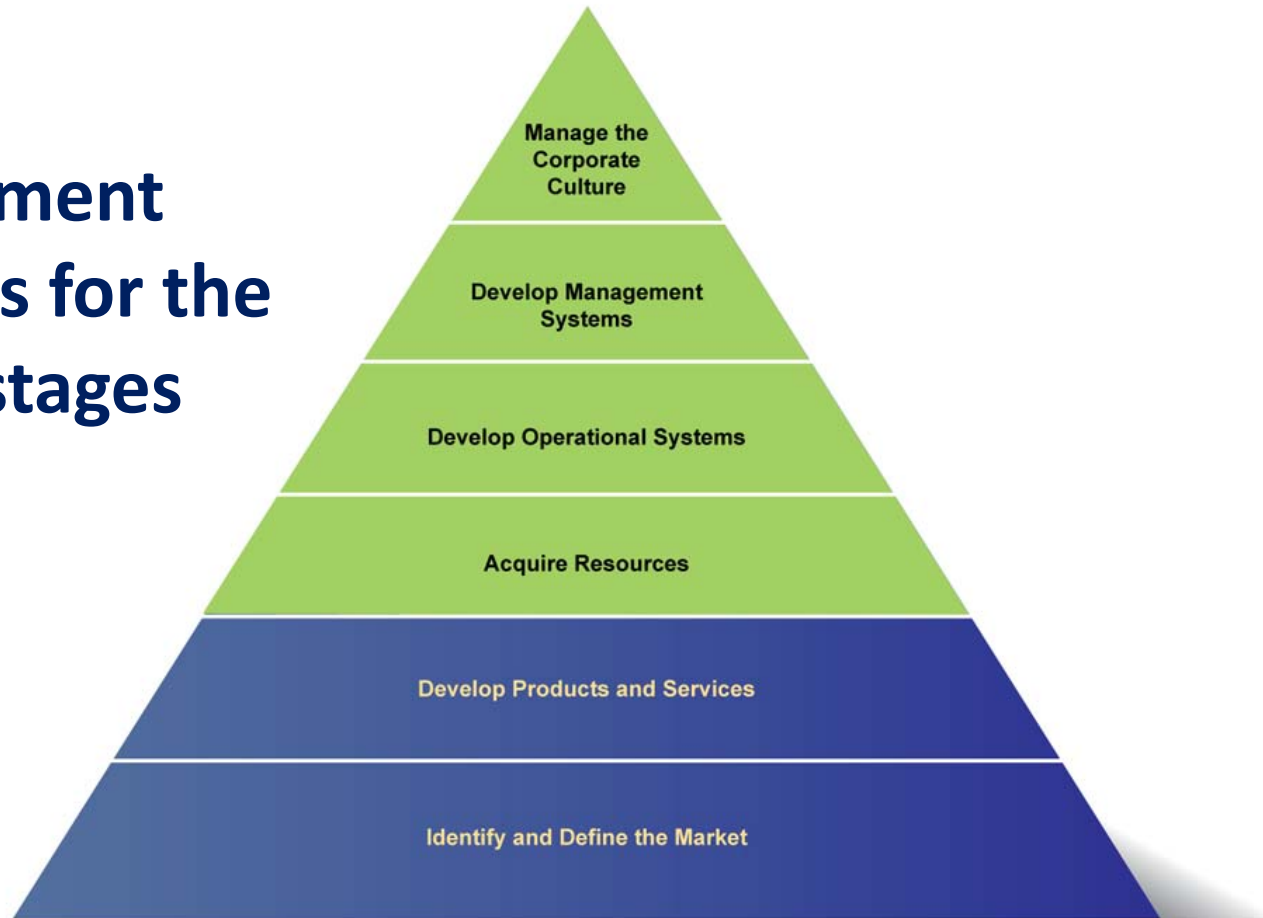 ment
s for the
stages
Manage the
Corporate
Culture
Develop Management
Systems
Develop Operational Systems
Acquire Resources
Develop Products and Services
Identify and Define the Market